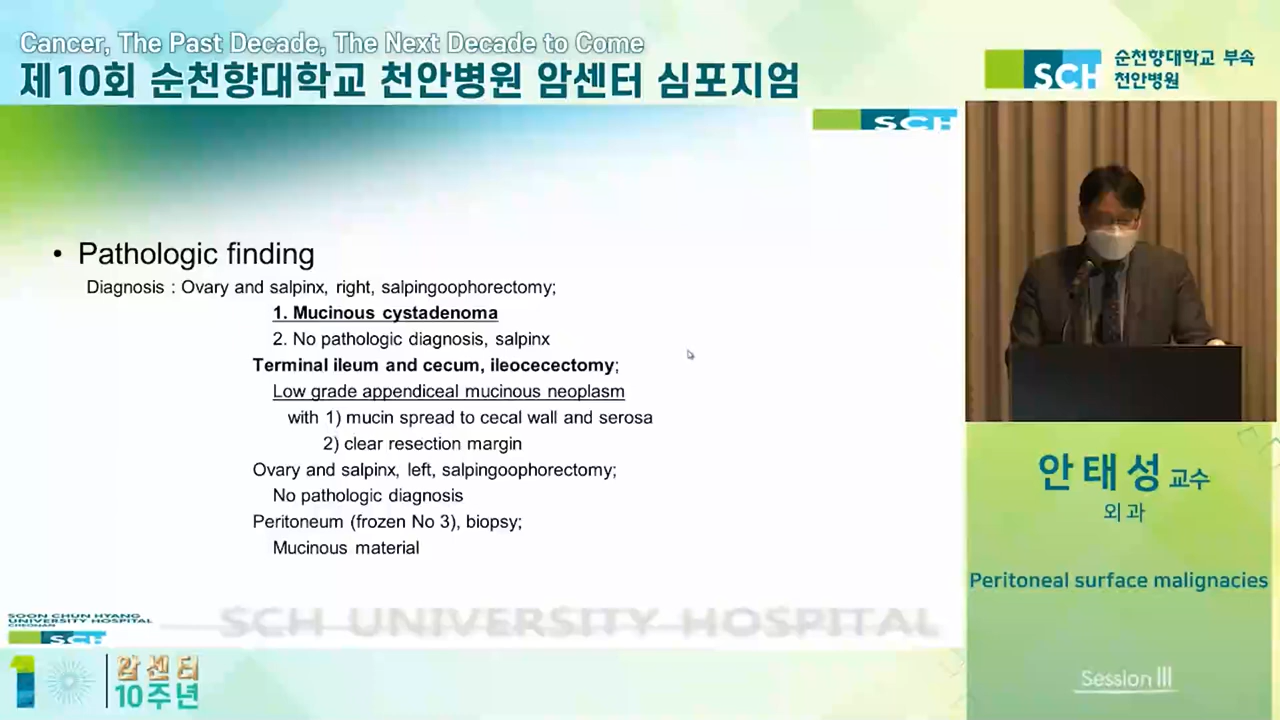 Cancer, The Past Decade, The Next Decade to Come
제10회 순천향대학교 천안병원 암센터 심포지엄
SCH 순천향대학교 부속
천안병원
SCH
• Pathologic finding
Diagnosis : Ovary and salpinx, right, salpingoophorectomy;
1. Mucinous cystadenoma
2. No pathologic diagnosis, salpinx
Terminal ileum and cecum, ileocecectomy;
Low grade appendiceal mucinous neoplasm
with 1) mucin spread to cecal wall and serosa
2) clear resection margin
Ovary and salpinx, left, salpingoophorectomy;
No pathologic diagnosis
Peritoneum (frozen No 3), biopsy;
Mucinous material
SOON CHUN HYANG
UNIVERSITY HOSPITAL
CHEONAN
SCH
SCH UNIVERSITY HOSPITAL
암센터
10주년
안태성 교수
외과
Peritoneal surface malignacies
Session III